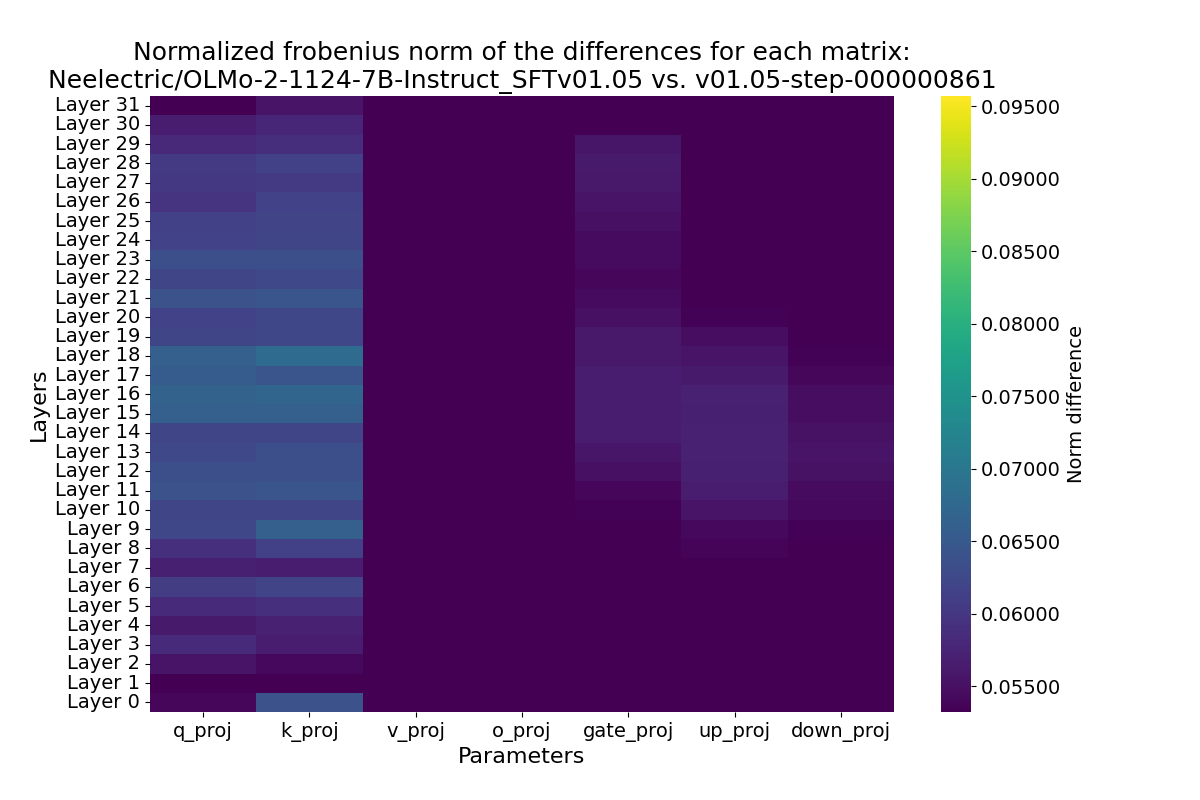 Normalized frobenius norm of the differences for each matrix:
Neelectric/OLMo-2-1124-7B-Instruct_SFTv01.05 vs. v01.05-step-000000861
Layers
Layer 31
Layer 30
Layer 29
Layer 28
Layer 27
Layer 26
Layer 25
Layer 24
Layer 23
Layer 22
Layer 21
Layer 20
Layer 19
Layer 18
Layer 17
Layer 16
Layer 15
Layer 14
Layer 13
Layer 12
Layer 11
Layer 10
Layer 9
Layer 8
Layer 7
Layer 6
Layer 5
Layer 4
Layer 3
Layer 2
Layer 1
Layer 0
q_proj k_proj v_proj o_proj gate_proj up_proj down_proj
Parameters
0.09500
0.09000
0.08500
0.08000
0.07500
0.07000
0.06500
0.06000
0.05500
Norm difference